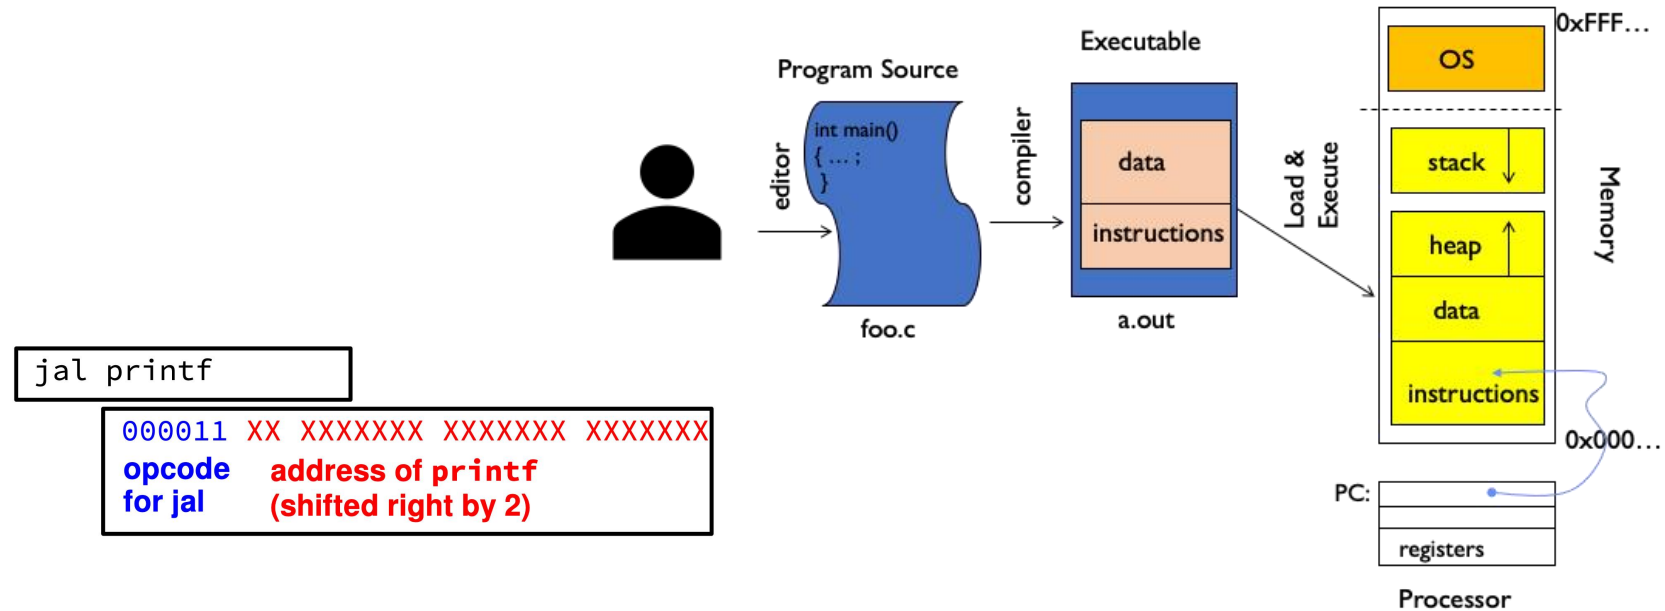 Program Source
editor
int main()
{ … ;
}
foo.c
compiler
Executable
data
instructions
a.out
Load &
Execute
0xFFF…
OS
stack
heap
data
instructions
0x000…
Memory
PC:
registers
Processor
jal printf
000011 XX XXXXXXX XXXXXXX XXXXXXX
opcode
for jal
address of printf
(shifted right by 2)